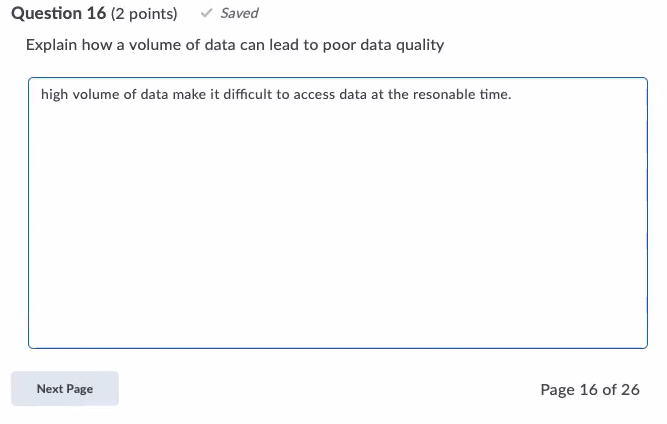 Question 16 (2 points) ✓ Saved
Explain how a volume of data can lead to poor data quality
high volume of data make it difficult to access data at the resonable time.
Next Page
Page 16 of 26